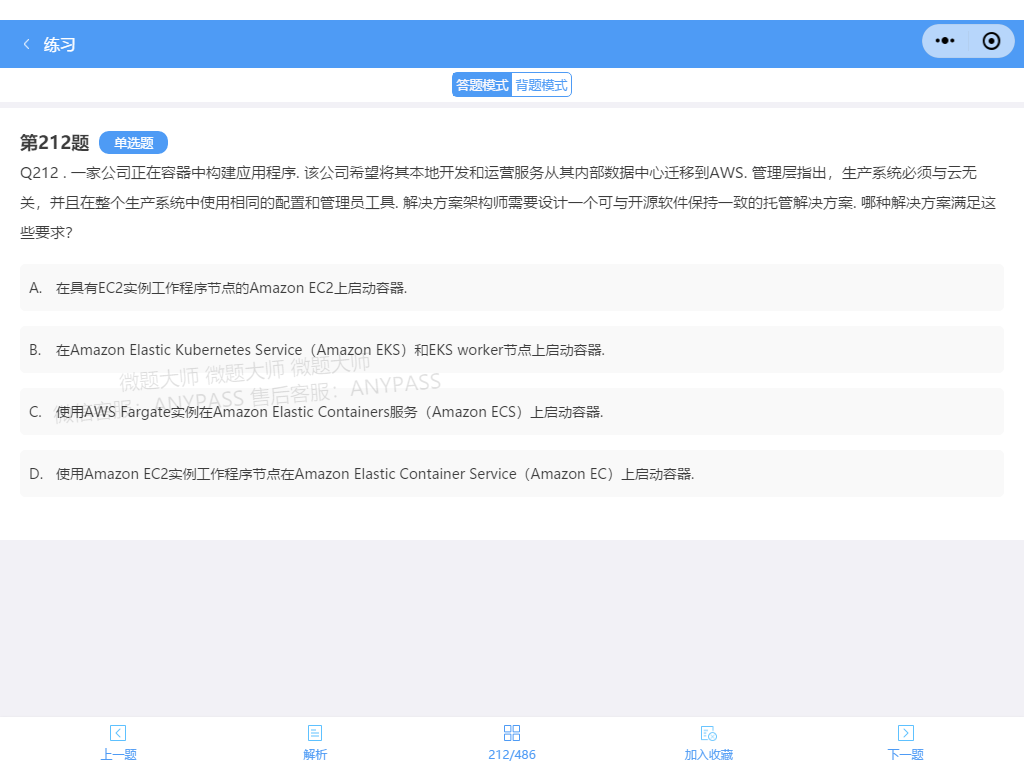 练习
答题模式 背题模式
第212题 单选题
Q212 . 一家公司正在容器中构建应用程序. 该公司希望将其本地开发和运营服务从其内部数据中心迁移到AWS. 管理层指出，生产系统必须与云无
关，并且在整个生产系统中使用相同的配置和管理员工具. 解决方案架构师需要设计一个可与开源软件保持一致的托管解决方案. 哪种解决方案满足这
些要求?
A. 在具有EC2实例工作程序节点的Amazon EC2上启动容器.
B. 在Amazon Elastic Kubernetes Service（Amazon EKS）和EKS worker节点上启动容器.
微题大师 微题大师 微题大师
微信客服：ANYPASS 售后客服：ANYPASS
C. 使用AWS Fargate实例在Amazon Elastic Containers服务（Amazon ECS）上启动容器.
D. 使用Amazon EC2实例工作程序节点在Amazon Elastic Container Service（Amazon EC）上启动容器.
上一题 解析 212/486 加入收藏 下一题